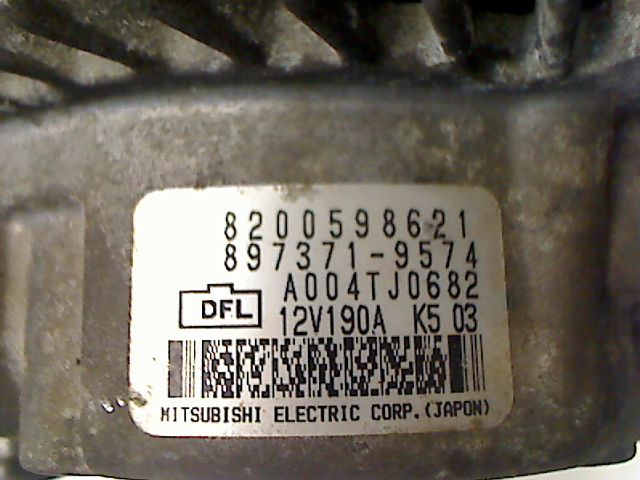 8200598621
897371-9574
A004TJ0682
DFL 12V190A K5 03
MITSUBISHI ELECTRIC CORP.(JAPON)